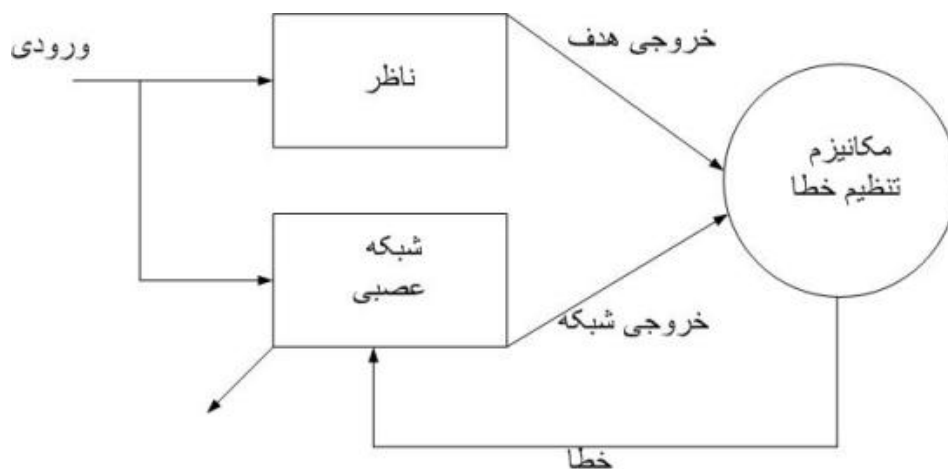 ورودی
ناظر
خروجی هدف
مکانیزم
تنظیم خطا
شبکه
عصبی
خروجی شبکه
خطا